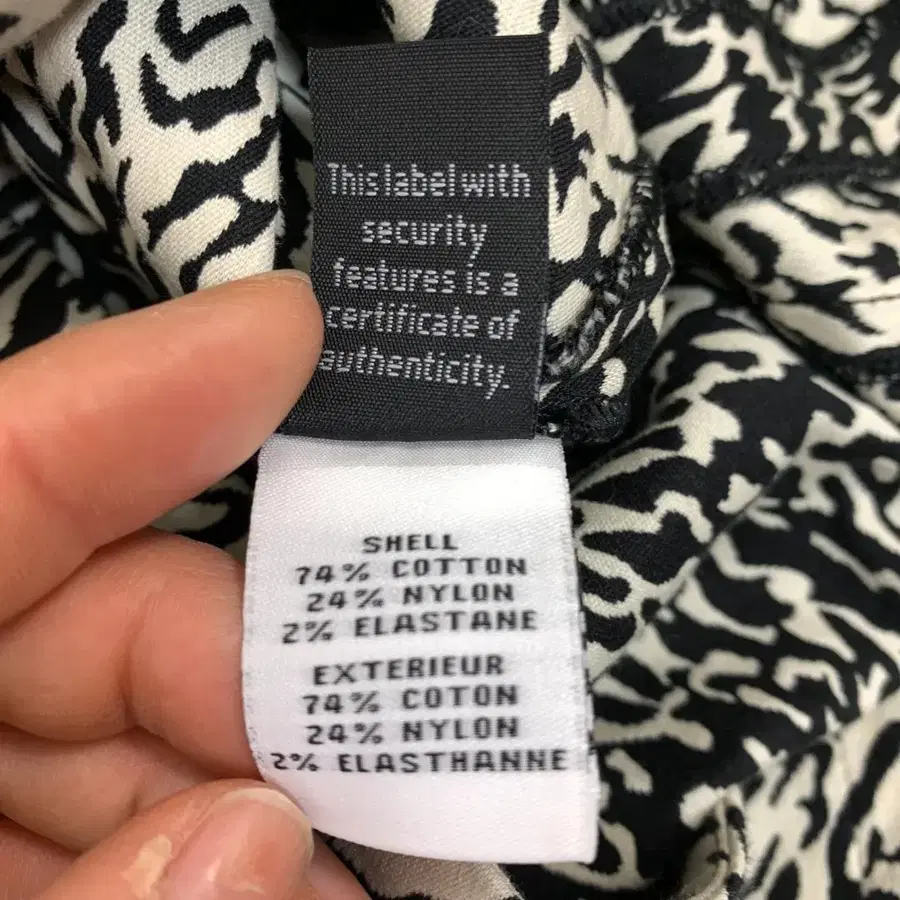 This label with
security
features is a
certificate of
authenticity.
SHELL
74% COTTON
24% NYLON
2% ELASTANE
EXTERIEUR
74% COTON
24% NYLON
2% ELASTHANNE